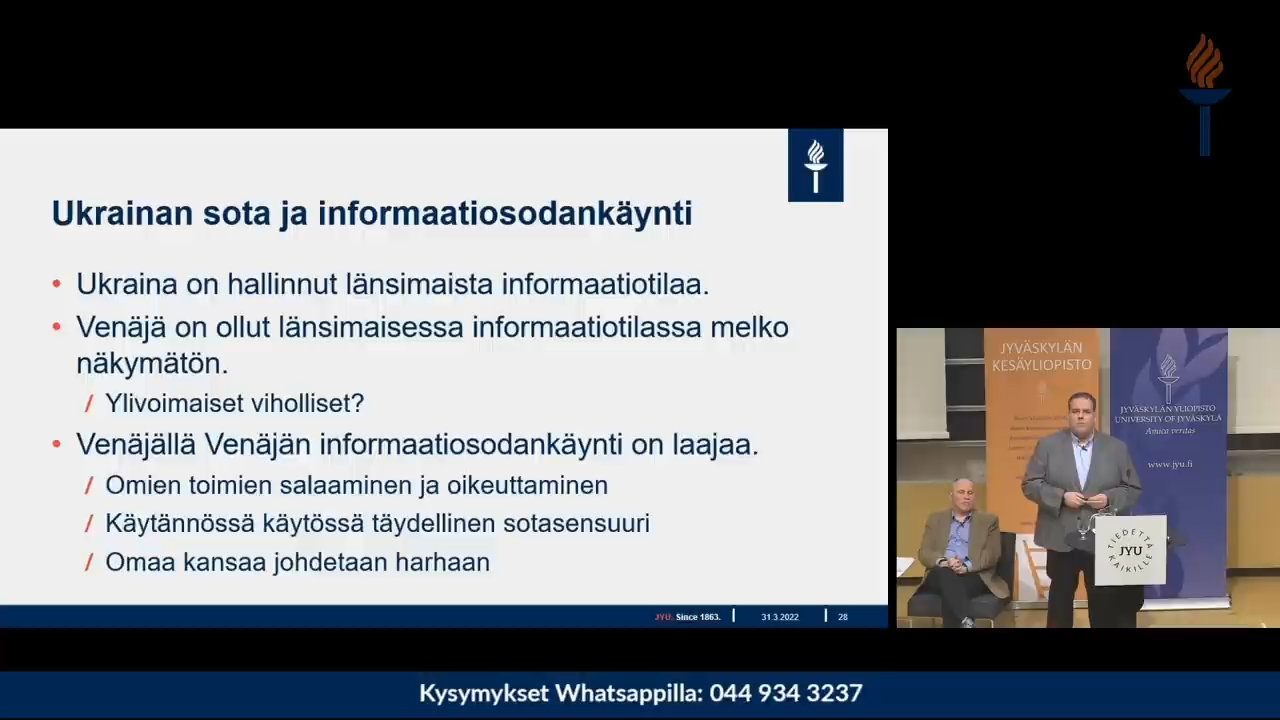 Ukrainan sota ja informaatiosodankäynti
• Ukraina on hallinnut länsimaista informaatiotilaa.
• Venäjä on ollut länsimaisessa informaatiotilassa melko
näkymätön.
/ Ylivoimaiset viholliset?
• Venäjällä Venäjän informaatiosodankäynti on laajaa.
/ Omien toimien salaaminen ja oikeuttaminen
/ Käytännössä käytössä täydellinen sotasensuuri
/ Omaa kansaa johdetaan harhaan
JYU. Since 1863.
31.3.2022
28
JYVÄSKYLÄN
KESÄYLIOPISTO
JYVÄSKYLÄN YLIOPISTO
UNIVERSITY OF JYVÄSKYLÄ
Amica veritas
www.jyu.fi
TIEDETTÄ
JYU
KAIKILLE
Kysymykset Whatsappilla: 044 934 3237